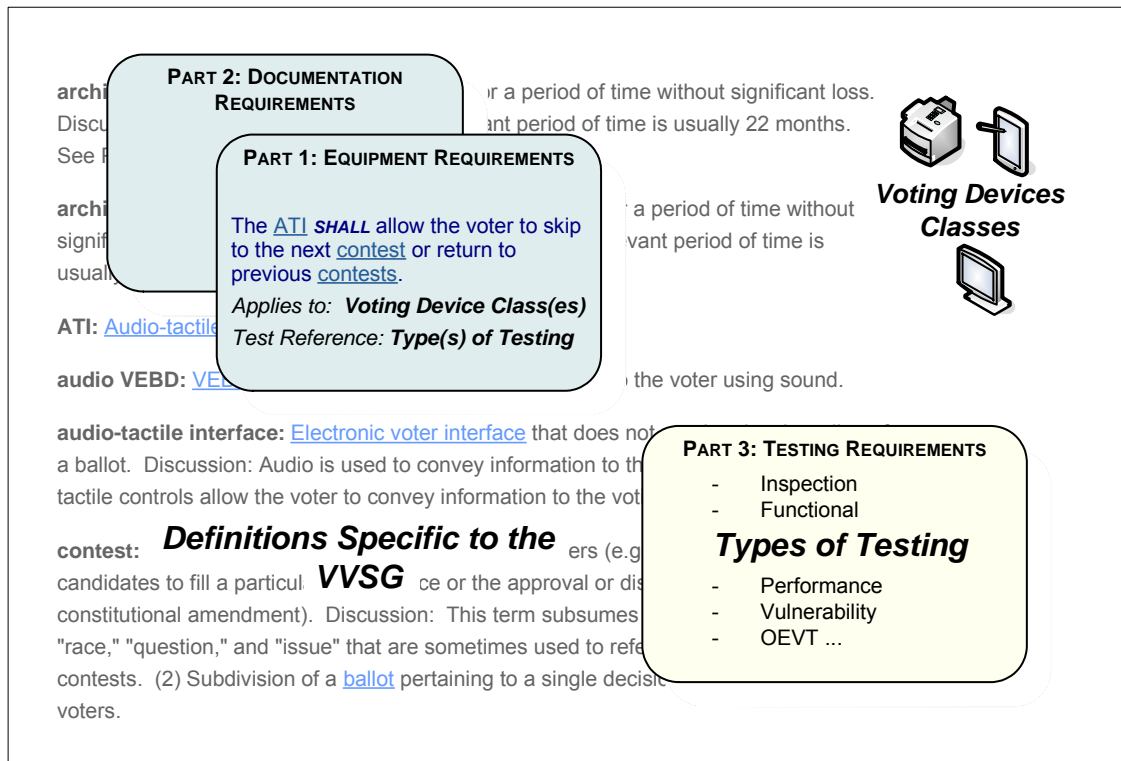 PART 2: DOCUMENTATION
REQUIREMENTS
PART 1: EQUIPMENT REQUIREMENTS
The ATI SHALL allow the voter to skip
to the next contest or return to
previous contests.
Applies to: Voting Device Class(es)
Test Reference: Type(s) of Testing
Voting Devices
Classes
or a period of time without significant loss.
Discu ant period of time is usually 22 months.
See
archi r a period of time without
signif evant period of time is
usuall
ATI: Audio-tactile
audio VEBD: VEB o the voter using sound.
audio-tactile interface: Electronic voter interface that does not
a ballot. Discussion: Audio is used to convey information to th
tactile controls allow the voter to convey information to the vot
contest: ers (e.g
candidates to fill a particul ce or the approval or dis
constitutional amendment). Discussion: This term subsumes
"race," "question," and "issue" that are sometimes used to refe
contests. (2) Subdivision of a ballot pertaining to a single decisi
voters.
Definitions Specific to the
VVSG
PART 3: TESTING REQUIREMENTS
- Inspection
- Functional
Types of Testing
- Performance
- Vulnerability
- OEVT ...